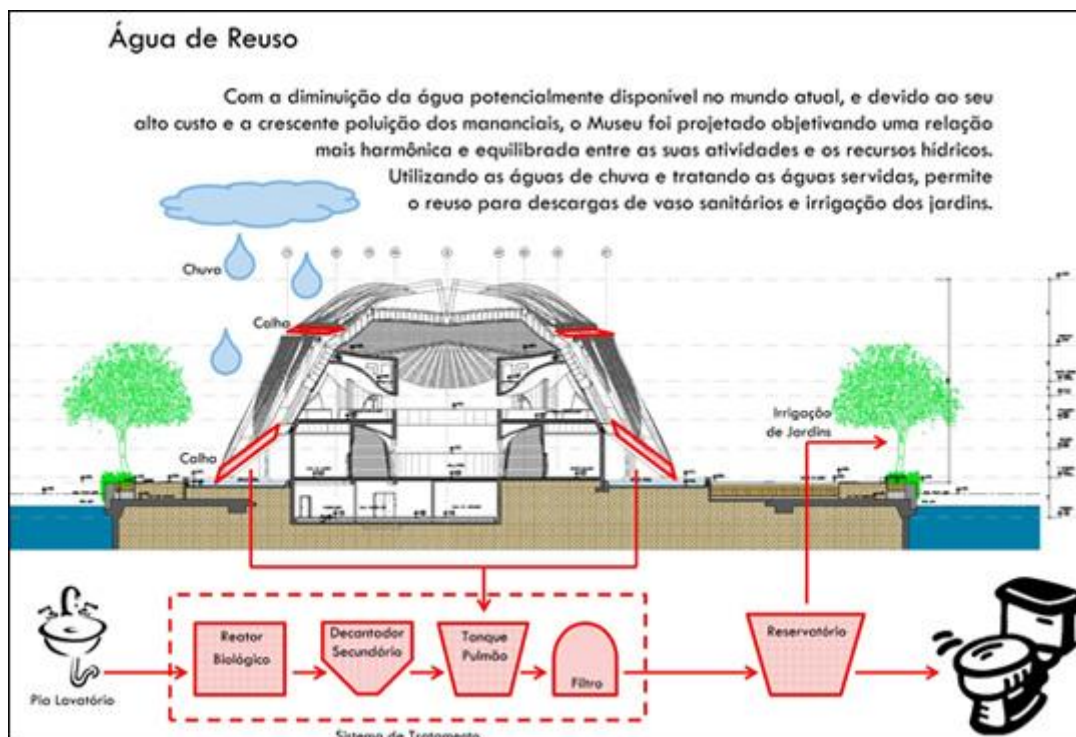 Água de Reuso
Com a diminuição da água potencialmente disponível no mundo atual, e devido ao seu
alto custo e a crescente poluição dos mananciais, o Museu foi projetado objetivando uma relação
mais harmônica e equilibrada entre as suas atividades e os recursos hídricos.
Utilizando as águas de chuva e tratando as águas servidas, permite
o reuso para descargas de vaso sanitários e irrigação dos jardins.
Chuva
Calha
Calha
Irrigação
de Jardins
Pia Lavatório
Reator
Biológico
Decantador
Secundário
Tanque
Pulmão
Filtro
Reservatório
Sistema de Tratamento